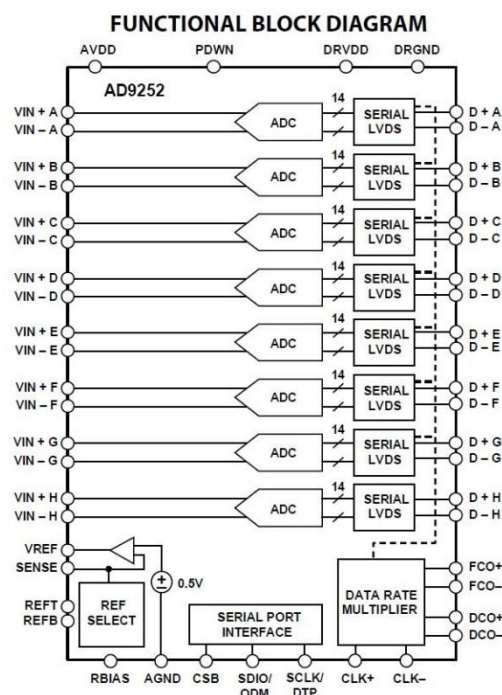 FUNCTIONAL BLOCK DIAGRAM
AVDD PDWN DRVDD DRGND
AD9252
VIN + A
VIN – A
ADC
14
SERIAL
LVDS
D + A
D – A
VIN + B
VIN – B
ADC
14
SERIAL
LVDS
D + B
D – B
VIN + C
VIN – C
ADC
14
SERIAL
LVDS
D + C
D – C
VIN + D
VIN – D
ADC
14
SERIAL
LVDS
D + D
D – D
VIN + E
VIN – E
ADC
14
SERIAL
LVDS
D + E
D – E
VIN + F
VIN – F
ADC
14
SERIAL
LVDS
D + F
D – F
VIN + G
VIN – G
ADC
14
SERIAL
LVDS
D + G
D – G
VIN + H
VIN – H
ADC
14
SERIAL
LVDS
D + H
D – H
VREF
SENSE
REFT
REFB
REF
SELECT
0.5V
SERIAL PORT
INTERFACE
DATA RATE
MULTIPLIER
FCO+
FCO–
DCO+
DCO–
RBIAS AGND CSB SDIO/
ODM
SCLK/
DTP
CLK+ CLK–